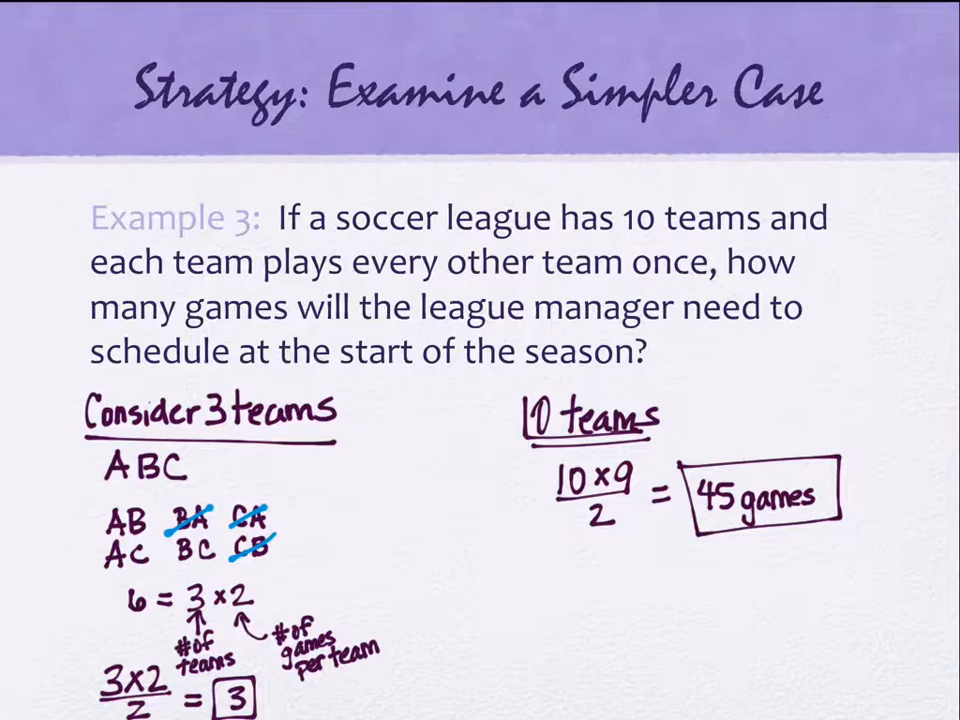 Strategy: Examine a Simpler Case
Example 3: If a soccer league has 10 teams and
each team plays every other team once, how
many games will the league manager need to
schedule at the start of the season?
Consider 3 teams
A B C
AB BA CA
AC BC CB
6 = 3 × 2
# of
teams
# of
games
per team
3×2
2
= 3
10 teams
10 × 9
2
= 45 games